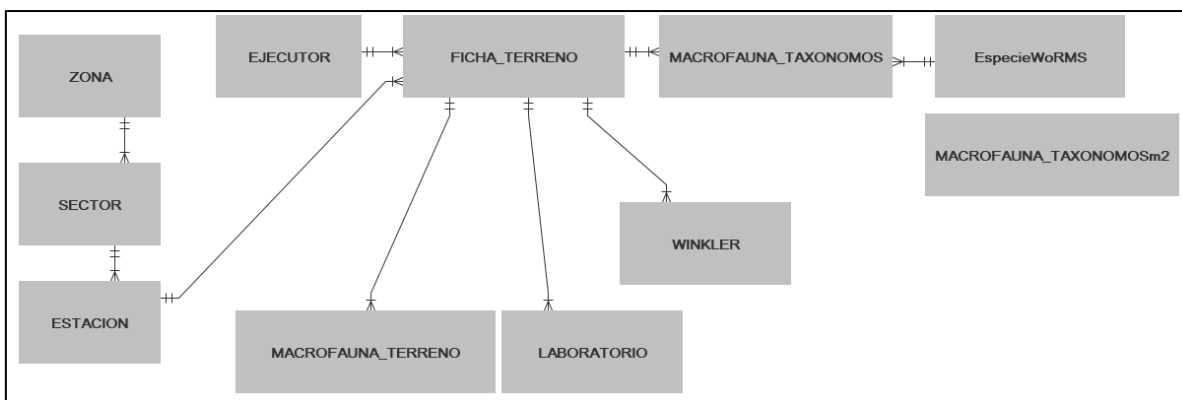 ZONA
EJECUTOR
FICHA_TERRENO
MACROFAUNA_TAXONOMOS
EspecieWoRMS
MACROFAUNA_TAXONOMOSm2
SECTOR
WINKLER
ESTACION
MACROFAUNA_TERRENO
LABORATORIO